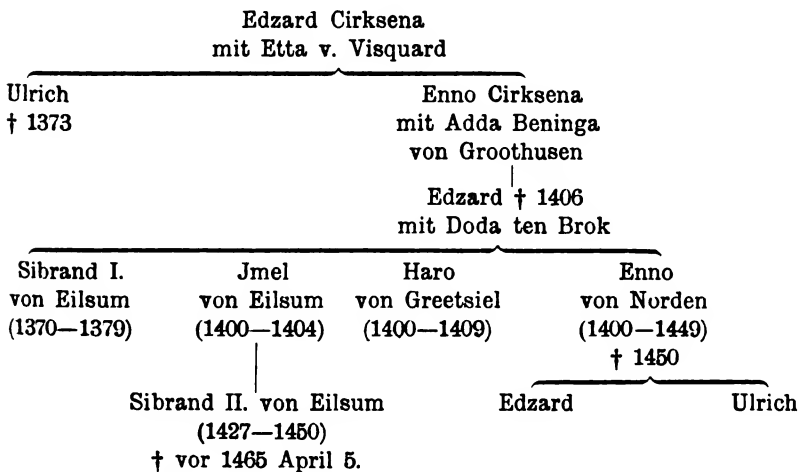 Edzard Cirksena
mit Etta v. Visquard
Ulrich
† 1373
Enno Cirksena
mit Adda Beninga
von Groothusen
Edzard † 1406
mit Doda ten Brok
Sibrand I.
von Eilsum
(1370—1379)
Jmel
von Eilsum
(1400—1404)
Haro
von Greetsiel
(1400—1409)
Enno
von Norden
(1400—1449)
† 1450
Sibrand II. von Eilsum
(1427—1450)
† vor 1465 April 5.
Edzard
Ulrich